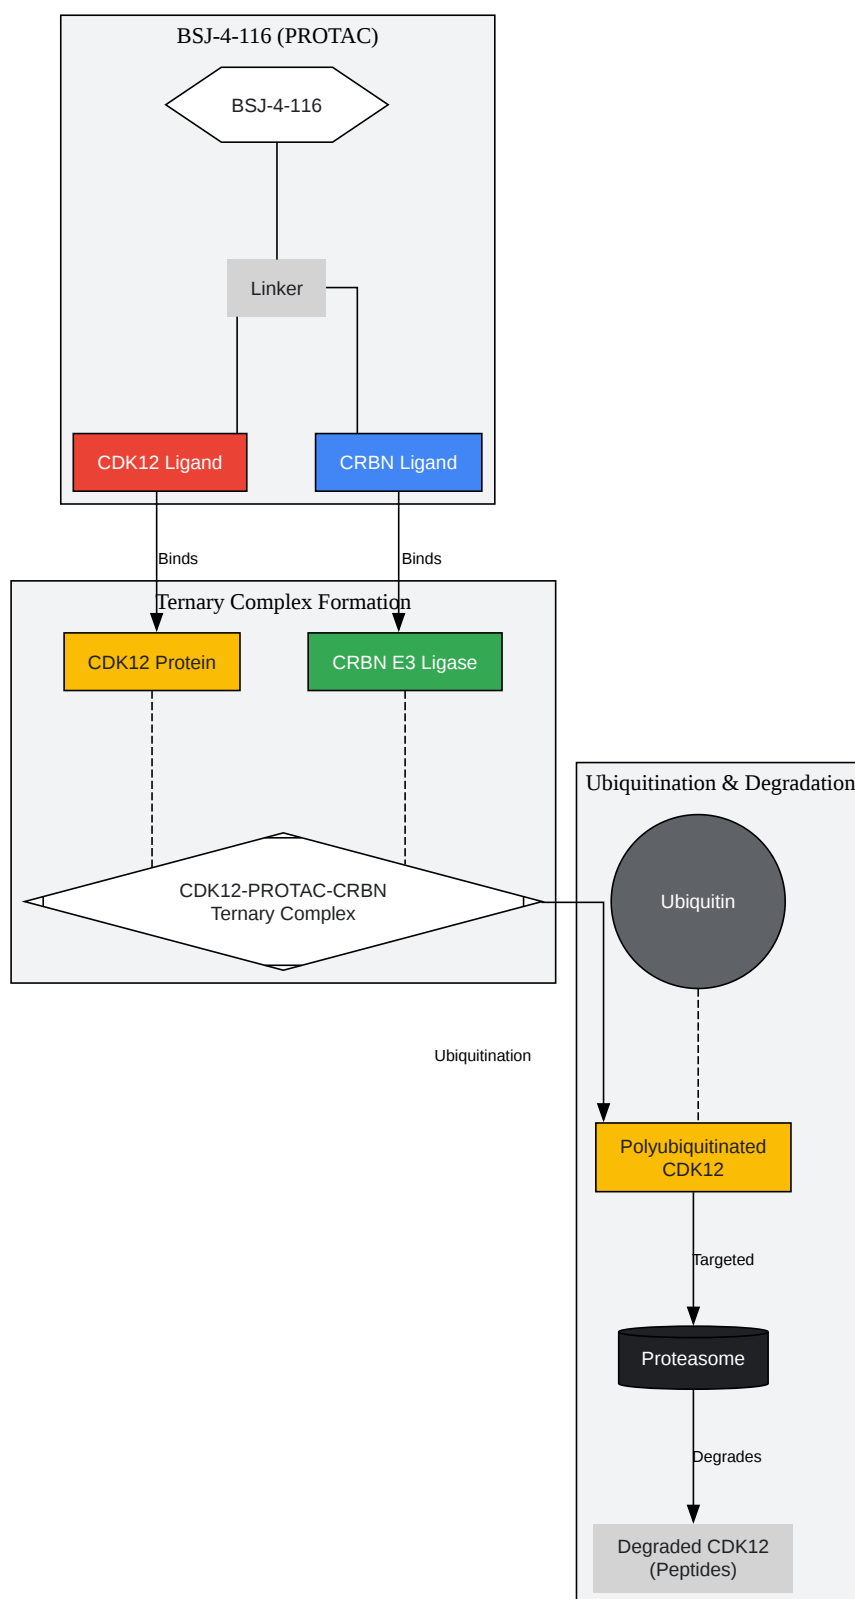 BSJ-4-116 (PROTAC)
BSJ-4-116
Linker
CDK12 Ligand
CRBN Ligand
Binds
Binds
Ternary Complex Formation
CDK12 Protein
CRBN E3 Ligase
CDK12-PROTAC-CRBN
Ternary Complex
Ubiquitination & Degradation
Ubiquitin
Ubiquitination
Polyubiquitinated
CDK12
Targeted
Proteasome
Degrades
Degraded CDK12
(Peptides)